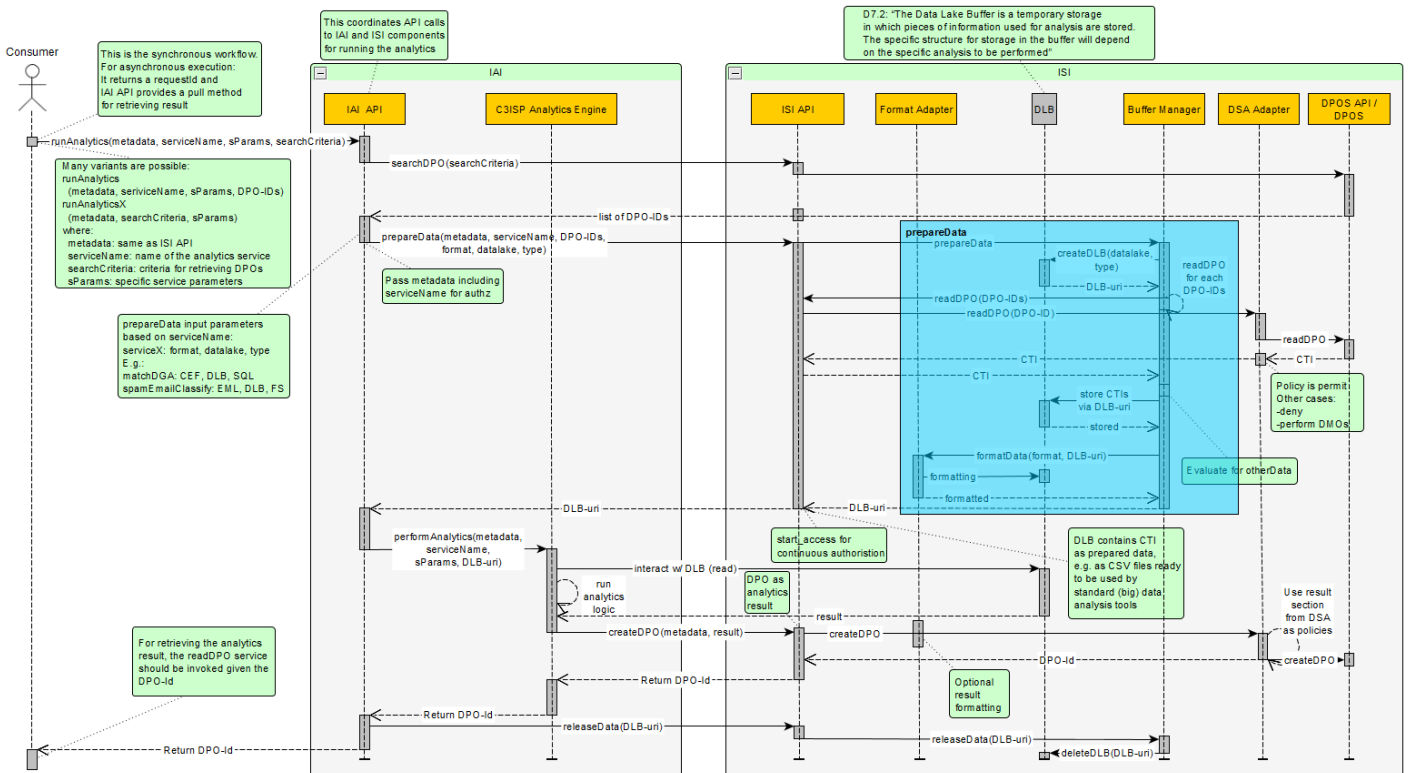 This coordinates API calls
to IAI and ISI components
for running the analytics
D7.2: “The Data Lake Buffer is a temporary storage
in which pieces of information used for analysis are stored.
The specific structure for storage in the buffer will depend
on the specific analysis to be performed”
Consumer
This is the synchronous workflow.
For asynchronous execution:
It returns a requestId and
IAI API provides a pull method
for retrieving result
IAI
ISI
IAI API
C3ISP Analytics Engine
ISI API
Format Adapter
DLB
Buffer Manager
DSA Adapter
DPOS API /
DPOS
runAnalytics(metadata, serviceName, sParams, searchCriteria)
searchDPO(searchCriteria)
Many variants are possible:
runAnalytics
(metadata, seriviceName, sParams, DPO-IDs)
runAnalyticsX
(metadata, searchCriteria, sParams)
where:
metadata: same as ISI API
serviceName: name of the analytics service
searchCriteria: criteria for retrieving DPOs
sParams: specific service parameters
list of DPO-IDs
prepareData(metadata, serviceName, DPO-IDs,
format, datalake, type)
Pass metadata including
serviceName for authz
prepareData
prepareData
createDLB(datalake,
type)
DLB-uri
readDPO
for each
DPO-IDs
readDPO(DPO-IDs)
readDPO(DPO-ID)
readDPO
prepareData input parameters
based on serviceName:
serviceX: format, datalake, type
E.g.:
matchDGA: CEF, DLB, SQL
spamEmailClassify: EML, DLB, FS
CTI
CTI
CTI
Policy is permit
Other cases:
-deny
-perform DMOs
store CTIs
via DLB-uri
stored
formatData(format, DLB-uri)
formatting
formatted
Evaluate for otherData
DLB-uri
DLB-uri
performAnalytics(metadata,
serviceName,
sParams, DLB-uri)
start_access for
continuous authoristion
DLB contains CTI
as prepared data,
e.g. as CSV files ready
to be used by
standard (big) data
analysis tools
interact w/ DLB (read)
run
analytics
logic
DPO as
analytics
result
result
Use result
section
from DSA
as policies
createDPO(metadata, result)
createDPO
DPO-Id
createDPO
For retrieving the analytics
result, the readDPO service
should be invoked given the
DPO-Id
Return DPO-Id
Optional
result
formatting
Return DPO-Id
releaseData(DLB-uri)
releaseData(DLB-uri)
Return DPO-Id
deleteDLB(DLB-uri)